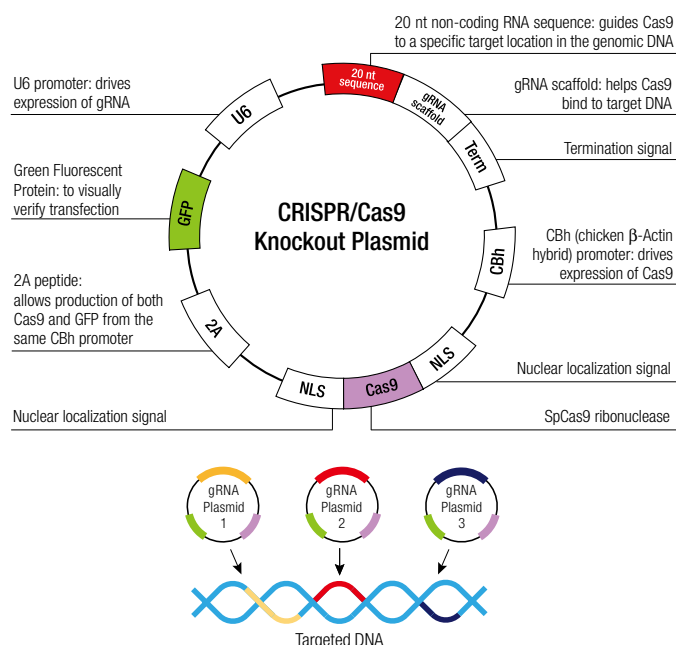 20 nt non-coding RNA sequence: guides Cas9
to a specific target location in the genomic DNA
U6 promoter: drives
expression of gRNA
gRNA scaffold: helps Cas9
bind to target DNA
Termination signal
Green Fluorescent
Protein: to visually
verify transfection
CBh (chicken β-Actin
hybrid) promoter: drives
expression of Cas9
2A peptide:
allows production of both
Cas9 and GFP from the
same CBh promoter
Nuclear localization signal
Nuclear localization signal
SpCas9 ribonuclease
CRISPR/Cas9
Knockout Plasmid
20 nt
sequence
gRNA
scaffold
Term
CBh
NLS
Cas9
NLS
2A
GFP
U6
gRNA
Plasmid
1
gRNA
Plasmid
2
gRNA
Plasmid
3
Targeted DNA